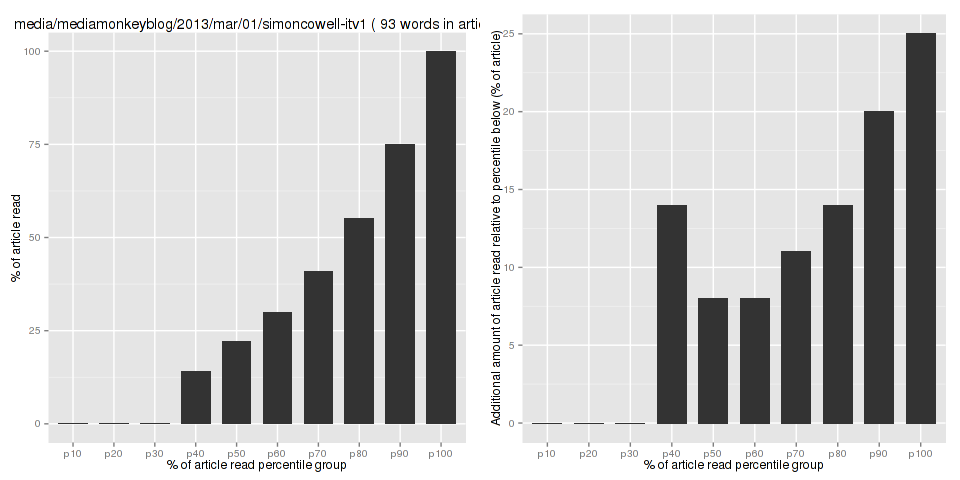 media/mediamonkeyblog/2013/mar/01/simoncowell-itv1 ( 93 words in arti
% of article read
100
75
50
25
0
p10 p20 p30 p40 p50 p60 p70 p80 p90 p100
% of article read percentile group
Additional amount of article read relative to percentile below (% of article)
25
20
15
10
5
0
p10 p20 p30 p40 p50 p60 p70 p80 p90 p100
% of article read percentile group